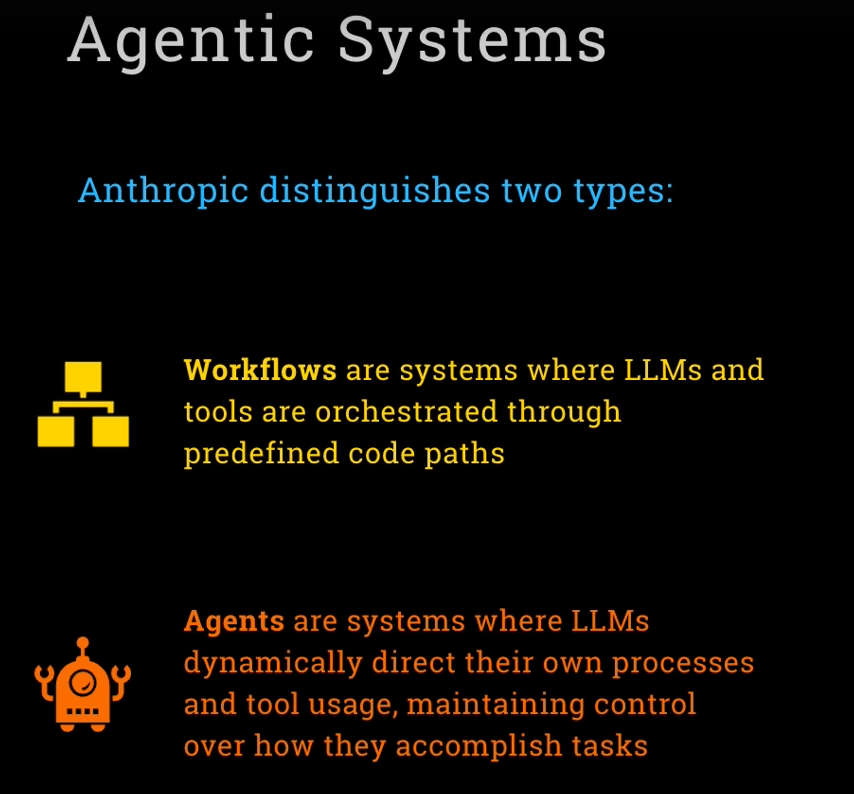 Agentic Systems
Anthropic distinguishes two types:
Workflows are systems where LLMs and
tools are orchestrated through
predefined code paths
Agents are systems where LLMs
dynamically direct their own processes
and tool usage, maintaining control
over how they accomplish tasks